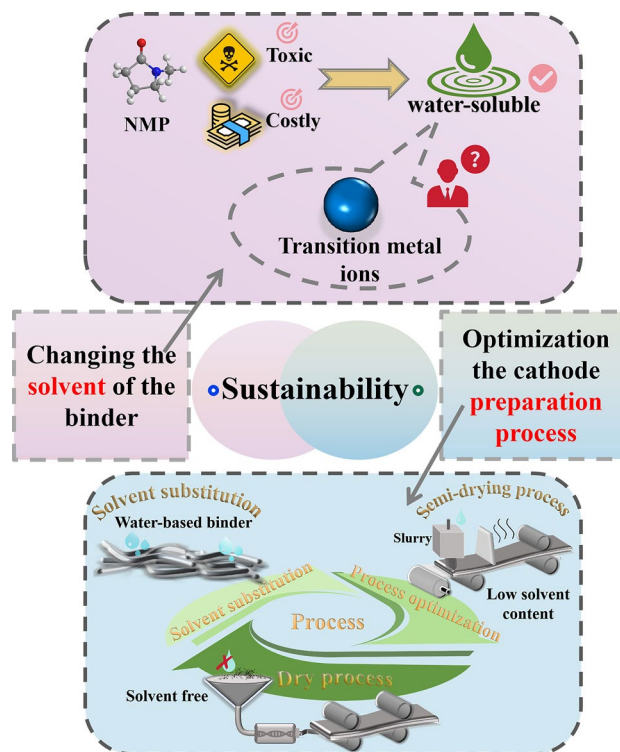 NMP
Toxic
Costly
water-soluble
?
Transition metal
ions
Changing the
solvent of the
binder
Sustainability
Optimization
the cathode
preparation
process
Solvent substitution
Water-based binder
Semi-drying process
Slurry
Low solvent
content
Solvent substitution
Process optimization
Process
Dry process
Solvent free